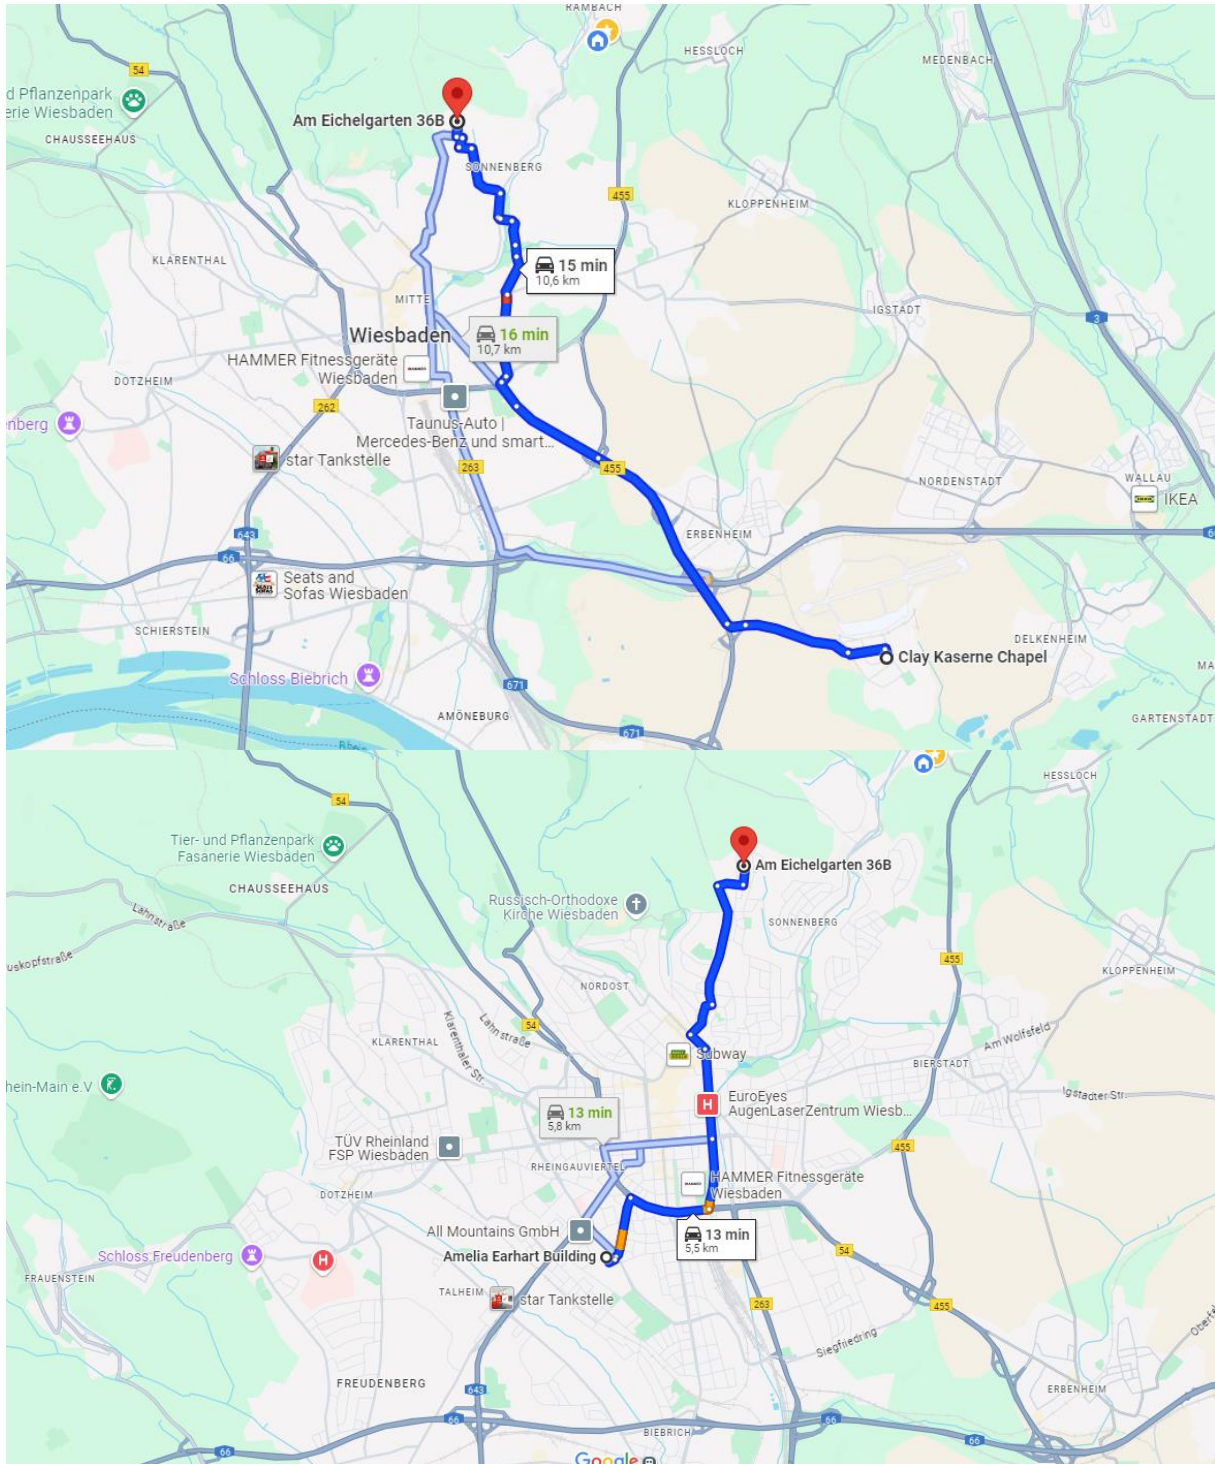 RAMBACH
HESSLOCH
MEDENBACH
54
d Pflanzenpark
erie Wiesbaden
CHAUSSEEHAUS
Am Eichelgarten 36B
SONNENBERG
455
KLOPPENHEIM
KLARENTHAL
15 min
10,6 km
MITTE
IGSTADT
3
Wiesbaden
16 min
10,7 km
HAMMER Fitnessgeräte
Wiesbaden
DOTZHEIM
262
Taunus-Auto |
Mercedes-Benz und smart...
nberg
star Tankstelle
263
455
NORDENSTADT
WALLAU
IKEA
643
66
ERBENHEIM
6
Seats and
Sofas Wiesbaden
SCHIERSTEIN
DELKENHEIM
Clay Kaserne Chapel
MA
Schloss Biebrich
671
AMÖNEBURG
GARTENSTADT
671
HESSLOCH
54
Tier- und Pflanzenpark
Fasanerie Wiesbaden
Am Eichelgarten 36B
CHAUSSEEHAUS
Russisch-Orthodoxe
Kirche Wiesbaden
Lahnstraße
SONNENBERG
uskopfstraße
455
KLOPPENHEIM
NORDOST
54
Lahnstraße
Klarenthaler Str.
KLARENTHAL
Am Wolfsfeld
Subway
BIERSTADT
hein-Main e.V
Igstadter Str.
EuroEyes
AugenLaserZentrum Wiesb...
13 min
5,8 km
TÜV Rheinland
FSP Wiesbaden
455
RHEINGAUVIERTEL
HAMMER Fitnessgeräte
Wiesbaden
DOTZHEIM
All Mountains GmbH
13 min
5,5 km
54
Schloss Freudenberg
Amelia Earhart Building
FRAUENSTEIN
TALHEIM
star Tankstelle
263
455
Siegfriedring
FREUDENBERG
643
ERBENHEIM
66
66
BIEBRICH
66
66
Google